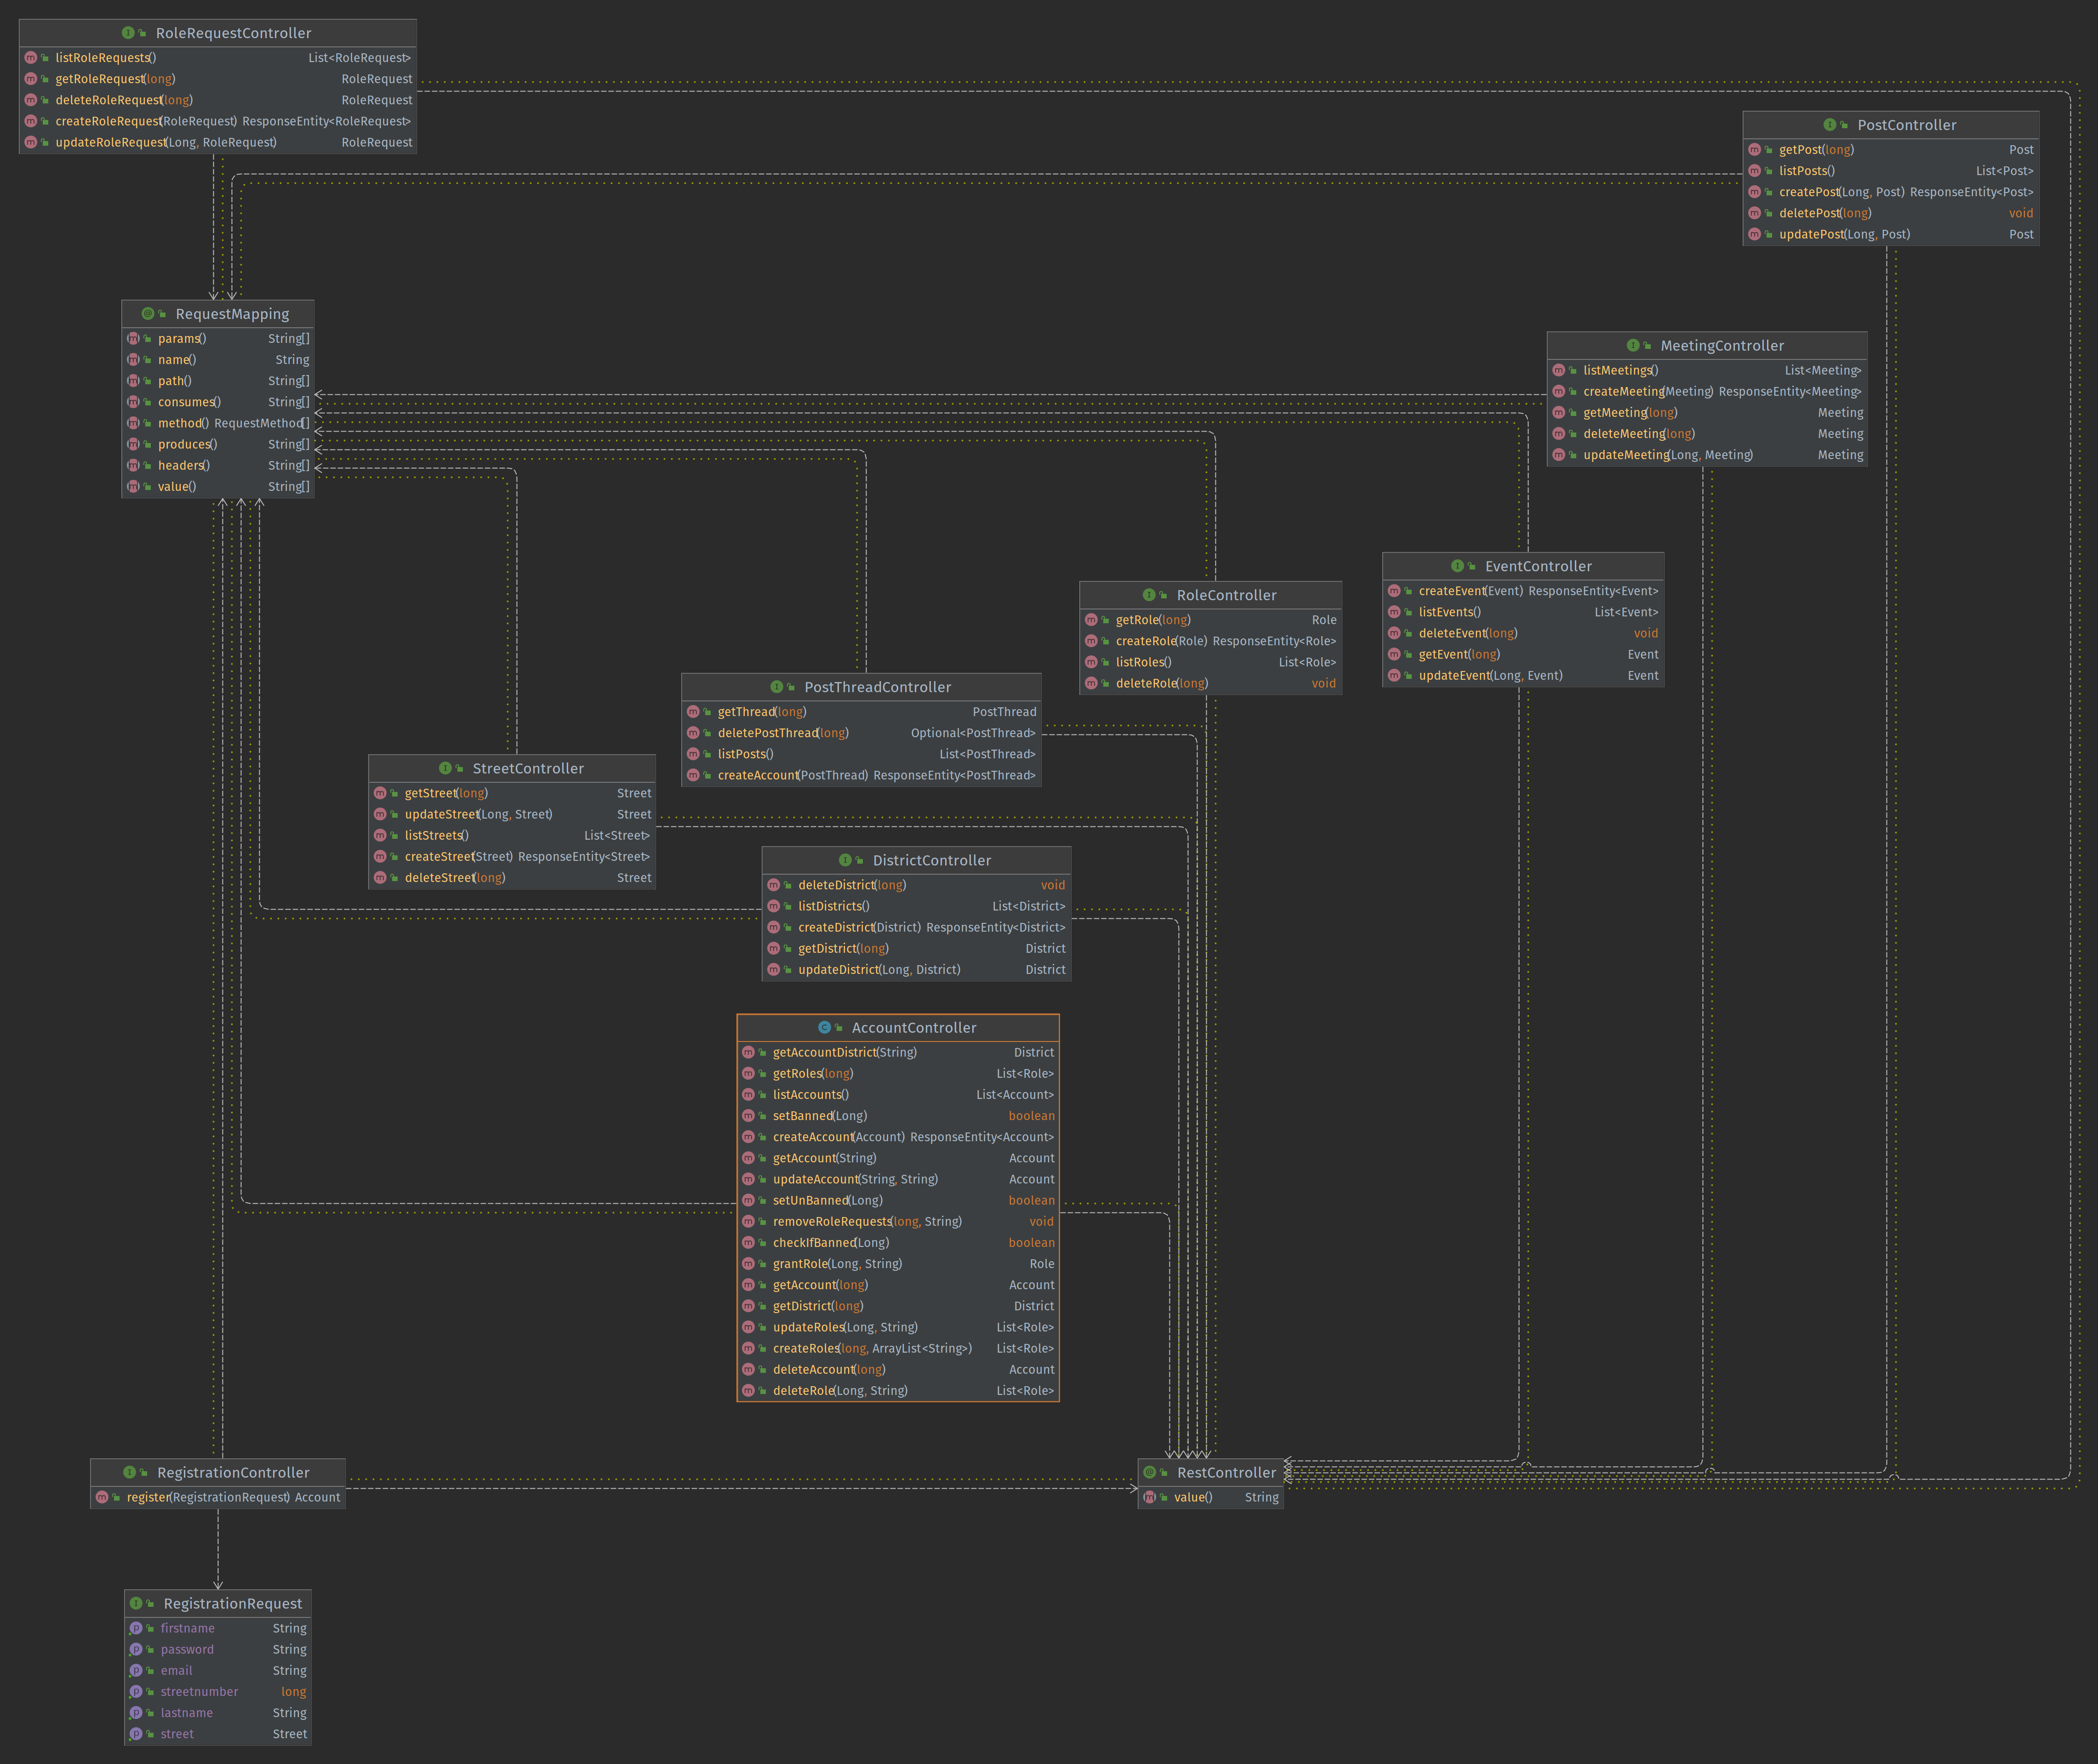 RoleRequestController
listRoleRequests() List<RoleRequest>
getRoleRequest(long) RoleRequest
deleteRoleRequest(long) RoleRequest
createRoleRequest(RoleRequest) ResponseEntity<RoleRequest>
updateRoleRequest(Long, RoleRequest) RoleRequest
PostController
getPost(long) Post
listPosts() List<Post>
createPost(Long, Post) ResponseEntity<Post>
deletePost(long) void
updatePost(Long, Post) Post
RequestMapping
params() String[]
name() String
path() String[]
consumes() String[]
method() RequestMethod[]
produces() String[]
headers() String[]
value() String[]
MeetingController
listMeetings() List<Meeting>
createMeeting(Meeting) ResponseEntity<Meeting>
getMeeting(long) Meeting
deleteMeeting(long) Meeting
updateMeeting(Long, Meeting) Meeting
EventController
createEvent(Event) ResponseEntity<Event>
listEvents() List<Event>
deleteEvent(long) void
getEvent(long) Event
updateEvent(Long, Event) Event
RoleController
getRole(long) Role
createRole(Role) ResponseEntity<Role>
listRoles() List<Role>
deleteRole(long) void
PostThreadController
getThread(long) PostThread
deletePostThread(long) Optional<PostThread>
listPosts() List<PostThread>
createAccount(PostThread) ResponseEntity<PostThread>
StreetController
getStreet(long) Street
updateStreet(Long, Street) Street
listStreets() List<Street>
createStreet(Street) ResponseEntity<Street>
deleteStreet(long) Street
DistrictController
deleteDistrict(long) void
listDistricts() List<District>
createDistrict(District) ResponseEntity<District>
getDistrict(long) District
updateDistrict(Long, District) District
AccountController
getAccountDistrict(String) District
getRoles(long) List<Role>
listAccounts() List<Account>
setBanned(Long) boolean
createAccount(Account) ResponseEntity<Account>
getAccount(String) Account
updateAccount(String, String) Account
setUnBanned(Long) boolean
removeRoleRequests(long, String) void
checkIfBanned(Long) boolean
grantRole(Long, String) Role
getAccount(long) Account
getDistrict(long) District
updateRoles(Long, String) List<Role>
createRoles(long, ArrayList<String>) List<Role>
deleteAccount(long) Account
deleteRole(Long, String) List<Role>
RegistrationController
register(RegistrationRequest) Account
RestController
value() String
RegistrationRequest
firstname String
password String
email String
streetnumber long
lastname String
street Street